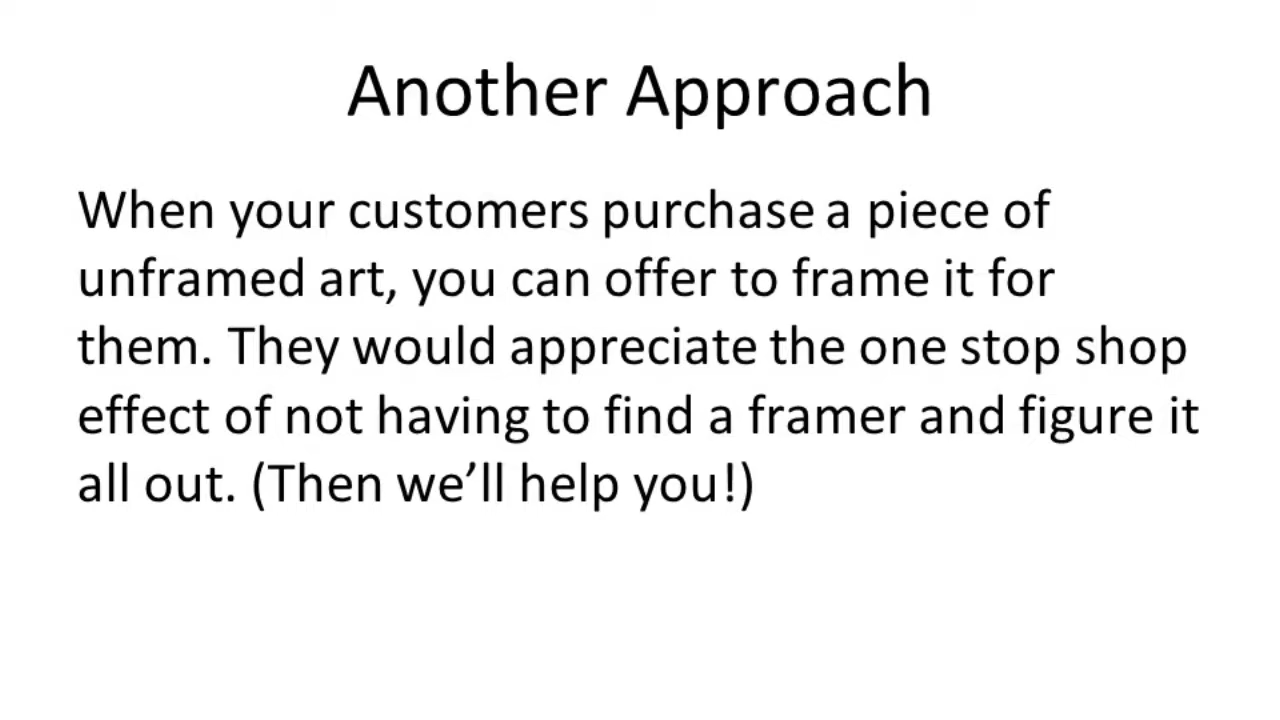 Another Approach
When your customers purchase a piece of
unframed art, you can offer to frame it for
them. They would appreciate the one stop shop
effect of not having to find a framer and figure it
all out. (Then we’ll help you!)